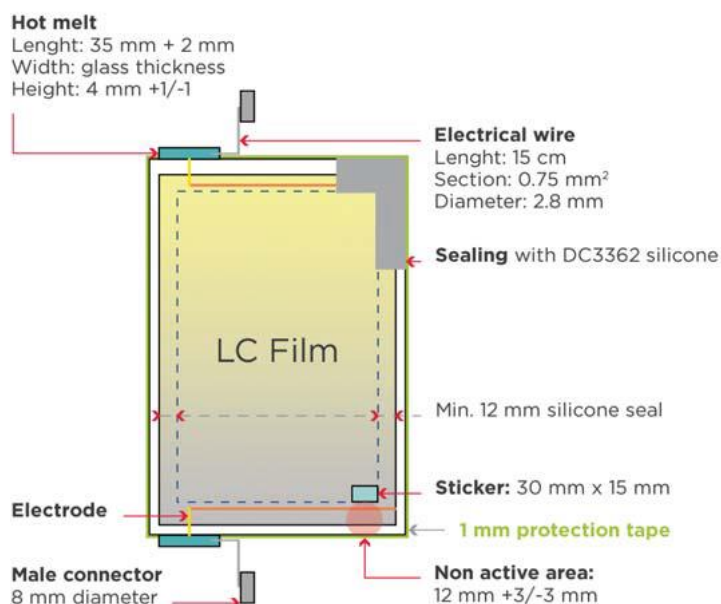 Hot melt
Lenght: 35 mm + 2 mm
Width: glass thickness
Height: 4 mm +1/-1
Electrical wire
Lenght: 15 cm
Section: 0.75 mm²
Diameter: 2.8 mm
Sealing with DC3362 silicone
LC Film
Min. 12 mm silicone seal
Sticker: 30 mm x 15 mm
Electrode
1 mm protection tape
Male connector
8 mm diameter
Non active area:
12 mm +3/-3 mm